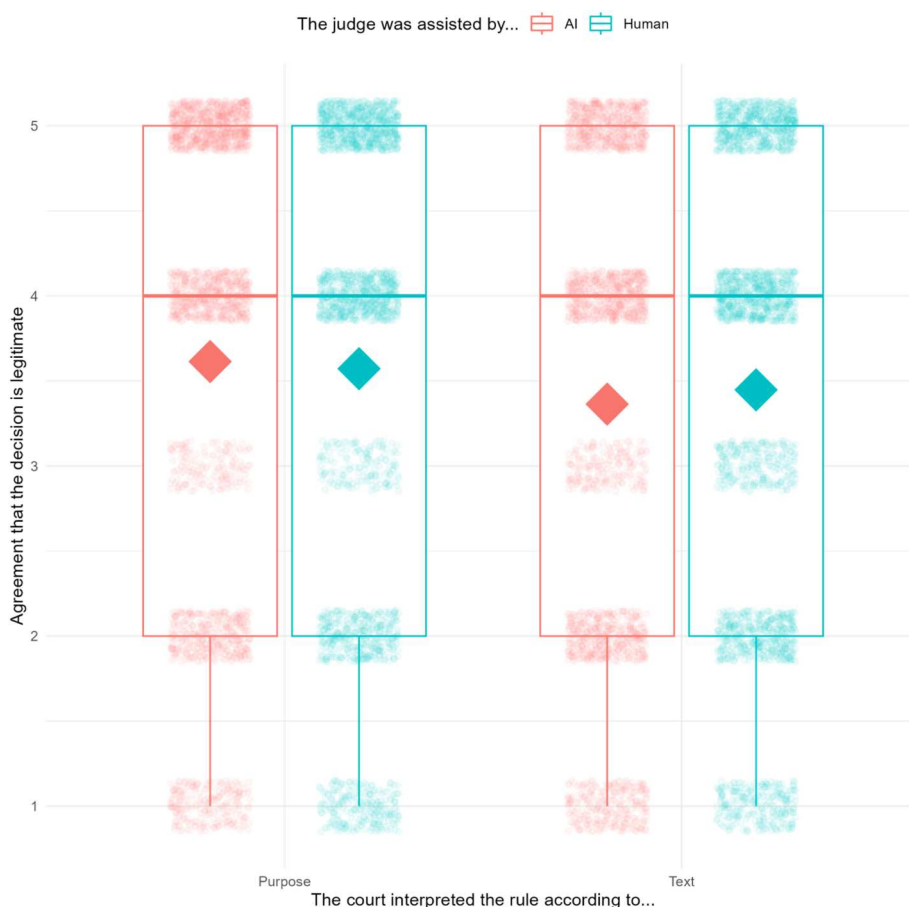 The judge was assisted by... AI Human
5
4
3
2
1
Agreement that the decision is legitimate
Purpose Text
The court interpreted the rule according to...